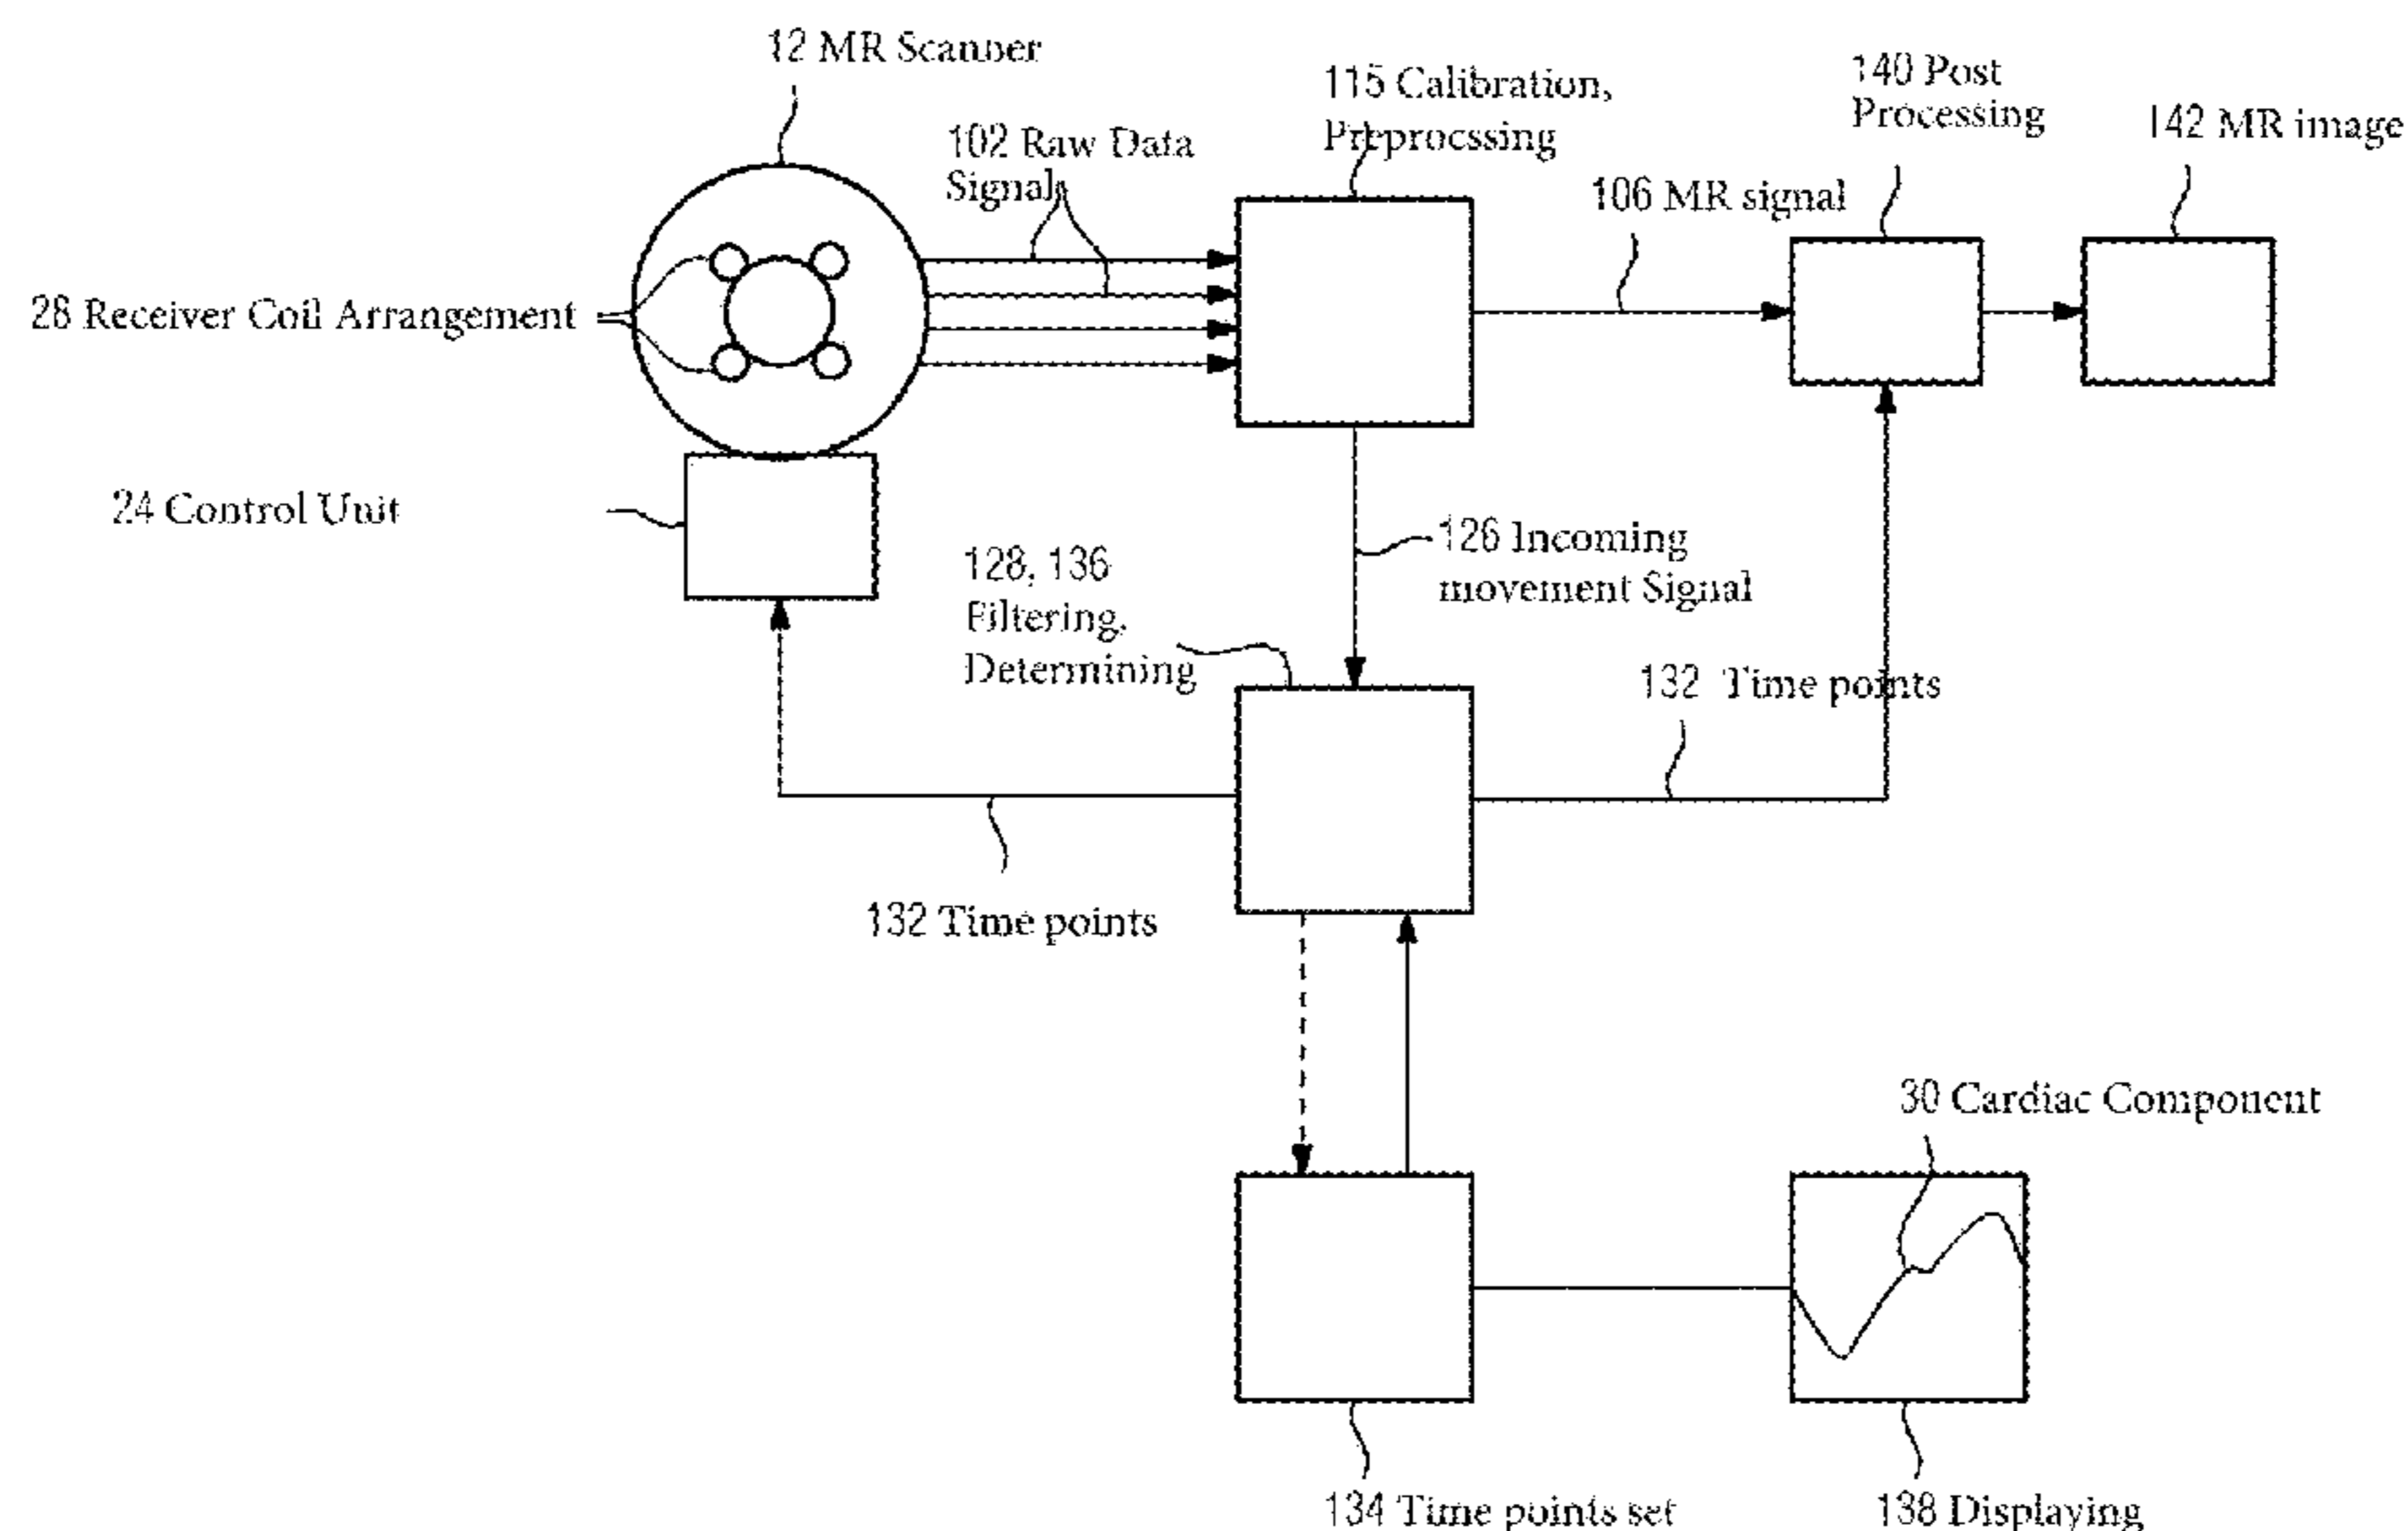 12 MR Scanner
102 Raw Data
Signal
115 Calibration,
Preprocssing
140 Post
Processing
142 MR image
106 MR signal
28 Receiver Coil Arrangement
24 Control Unit
128, 136
Filtering,
Determining
126 Incoming
movement Signal
132 Time points
132 Time points
30 Cardiac Component
134 Time points set
138 Displaying